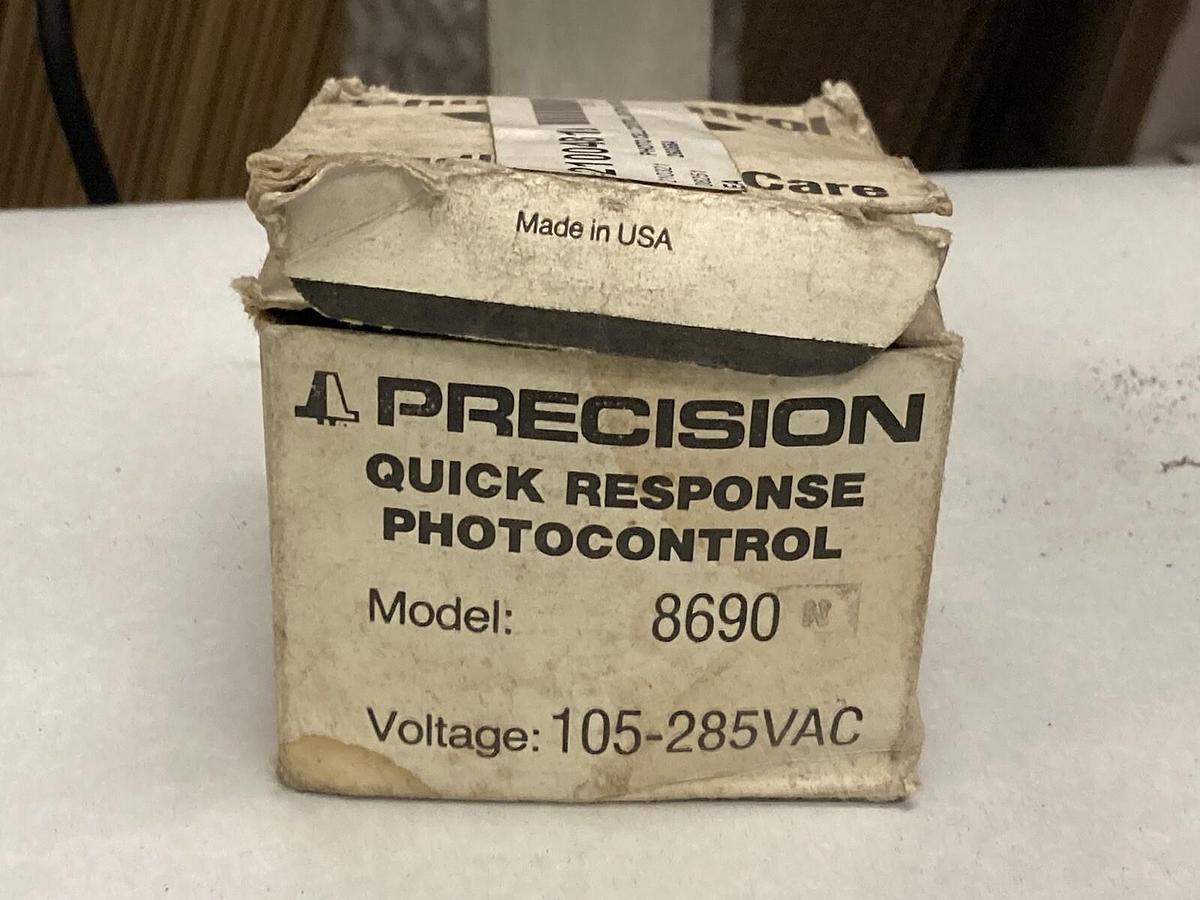 Care
Made in USA
PRECISION
QUICK RESPONSE
PHOTOCONTROL
Model: 8690 N
Voltage: 105-285VAC